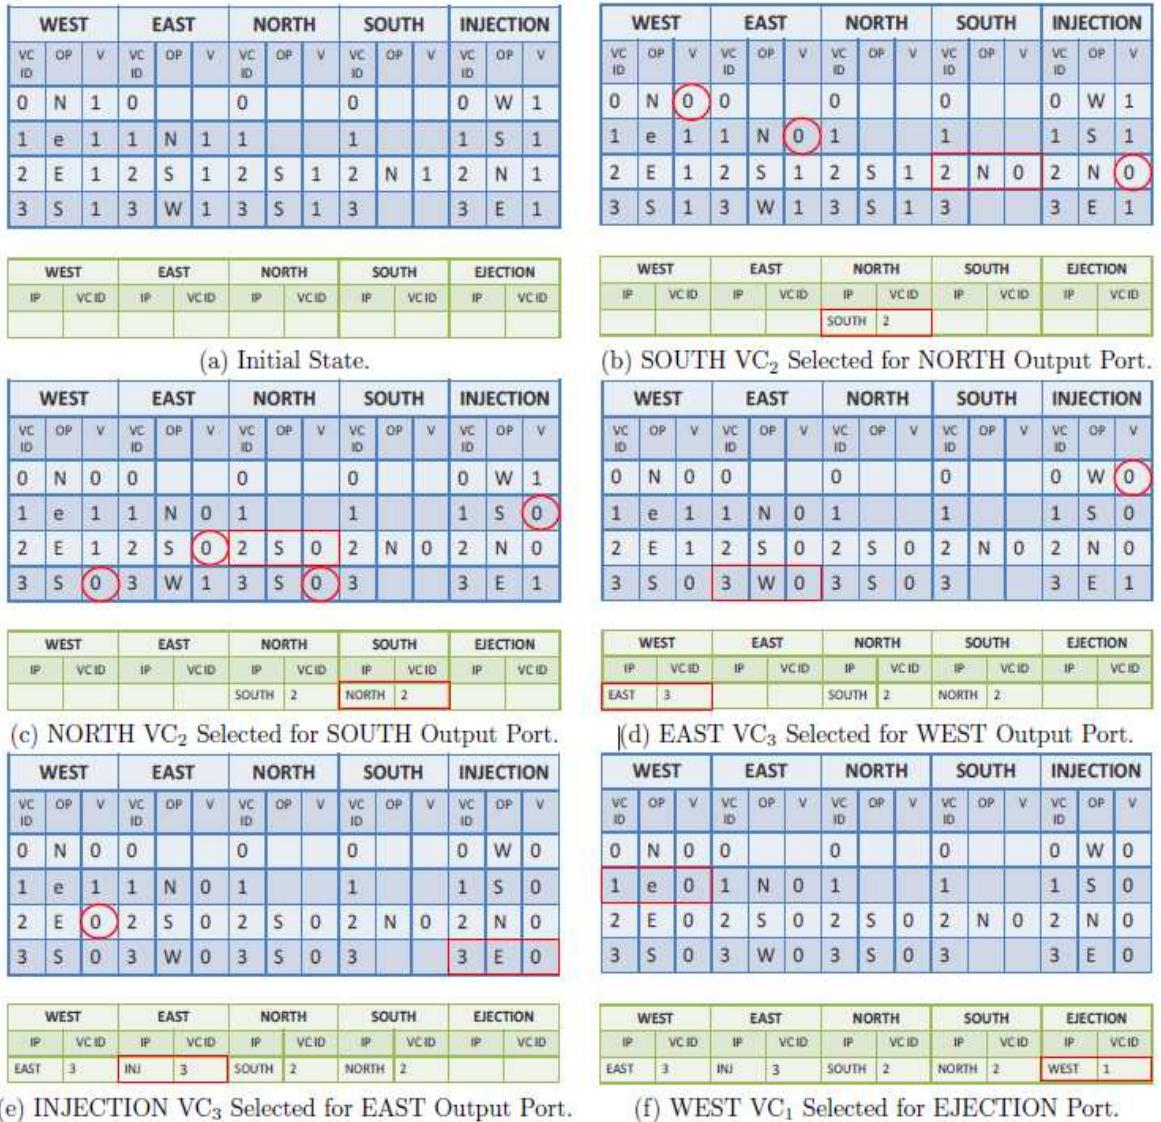 WEST EAST NORTH SOUTH INJECTION
VC ID OP V VC ID OP V VC ID OP V VC ID OP V VC ID OP V
0 N 1 0 0 0 0 W 1
1 e 1 1 N 1 1 1 1 S 1
2 E 1 2 S 1 2 S 1 2 N 1 2 N 1
3 S 1 3 W 1 3 S 1 3 3 E 1
WEST EAST NORTH SOUTH EJECTION
IP VC ID IP VC ID IP VC ID IP VC ID IP VC ID
(a) Initial State.
WEST EAST NORTH SOUTH INJECTION
VC ID OP V VC ID OP V VC ID OP V VC ID OP V VC ID OP V
0 N 0 0 0 0 0 W 1
1 e 1 1 N 0 1 1 1 S 1
2 E 1 2 S 1 2 S 1 2 N 0 2 N 0
3 S 1 3 W 1 3 S 1 3 3 E 1
WEST EAST NORTH SOUTH EJECTION
IP VC ID IP VC ID IP VC ID IP VC ID IP VC ID
SOUTH 2
(b) SOUTH VC₂ Selected for NORTH Output Port.
WEST EAST NORTH SOUTH INJECTION
VC ID OP V VC ID OP V VC ID OP V VC ID OP V VC ID OP V
0 N 0 0 0 0 0 W 1
1 e 1 1 N 0 1 1 1 S 0
2 E 1 2 S 0 2 S 0 2 N 0 2 N 0
3 S 0 3 W 1 3 S 0 3 3 E 1
WEST EAST NORTH SOUTH EJECTION
IP VC ID IP VC ID IP VC ID IP VC ID IP VC ID
SOUTH 2 NORTH 2
(c) NORTH VC₂ Selected for SOUTH Output Port.
WEST EAST NORTH SOUTH INJECTION
VC ID OP V VC ID OP V VC ID OP V VC ID OP V VC ID OP V
0 N 0 0 0 0 0 W 0
1 e 1 1 N 0 1 1 1 S 0
2 E 1 2 S 0 2 S 0 2 N 0 2 N 0
3 S 0 3 W 0 3 S 0 3 3 E 1
WEST EAST NORTH SOUTH EJECTION
IP VC ID IP VC ID IP VC ID IP VC ID IP VC ID
EAST 3 SOUTH 2 NORTH 2
(d) EAST VC₃ Selected for WEST Output Port.
WEST EAST NORTH SOUTH INJECTION
VC ID OP V VC ID OP V VC ID OP V VC ID OP V VC ID OP V
0 N 0 0 0 0 0 W 0
1 e 1 1 N 0 1 1 1 S 0
2 E 0 2 S 0 2 S 0 2 N 0 2 N 0
3 S 0 3 W 0 3 S 0 3 3 E 0
WEST EAST NORTH SOUTH EJECTION
IP VC ID IP VC ID IP VC ID IP VC ID IP VC ID
EAST 3 INJ 3 SOUTH 2 NORTH 2
(e) INJECTION VC₃ Selected for EAST Output Port.
WEST EAST NORTH SOUTH INJECTION
VC ID OP V VC ID OP V VC ID OP V VC ID OP V VC ID OP V
0 N 0 0 0 0 0 W 0
1 e 0 1 N 0 1 1 1 S 0
2 E 0 2 S 0 2 S 0 2 N 0 2 N 0
3 S 0 3 W 0 3 S 0 3 3 E 0
WEST EAST NORTH SOUTH EJECTION
IP VC ID IP VC ID IP VC ID IP VC ID IP VC ID
EAST 3 INJ 3 SOUTH 2 NORTH 2 WEST 1
(f) WEST VC₁ Selected for EJECTION Port.